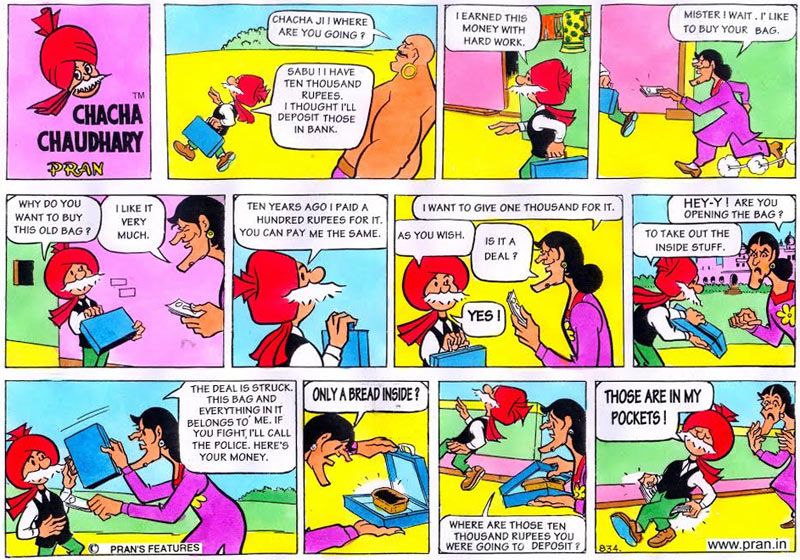 TM
CHACHA
CHAUDHARY
PRAN
CHACHA JI ! WHERE
ARE YOU GOING ?
SABU ! I HAVE
TEN THOUSAND
RUPEES.
I THOUGHT I'LL
DEPOSIT THOSE
IN BANK.
I EARNED THIS
MONEY WITH
HARD WORK.
MISTER ! WAIT . I' LIKE
TO BUY YOUR BAG.
WHY DO YOU
WANT TO BUY
THIS OLD BAG ?
I LIKE IT
VERY
MUCH.
TEN YEARS AGO I PAID A
HUNDRED RUPEES FOR IT.
YOU CAN PAY ME THE SAME.
I WANT TO GIVE ONE THOUSAND FOR IT.
AS YOU WISH.
IS IT A
DEAL ?
YES !
HEY-Y ! ARE YOU
OPENING THE BAG ?
TO TAKE OUT THE
INSIDE STUFF.
THE DEAL IS STRUCK.
THIS BAG AND
EVERYTHING IN IT
BELONGS TO ME. IF
YOU FIGHT, I'LL CALL
THE POLICE. HERE'S
YOUR MONEY.
© PRAN'S FEATURES
ONLY A BREAD INSIDE ?
WHERE ARE THOSE TEN
THOUSAND RUPEES YOU
WERE GOING TO DEPOSIT ?
THOSE ARE IN MY
POCKETS !
834.
www.pran.in